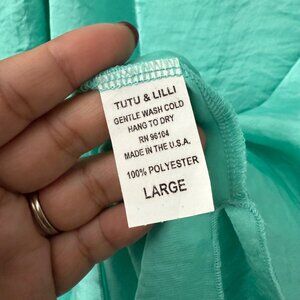 TUTU & LILLI
GENTLE WASH COLD
HANG TO DRY
RN 96104
MADE IN THE U.S.A.
100% POLYESTER
LARGE